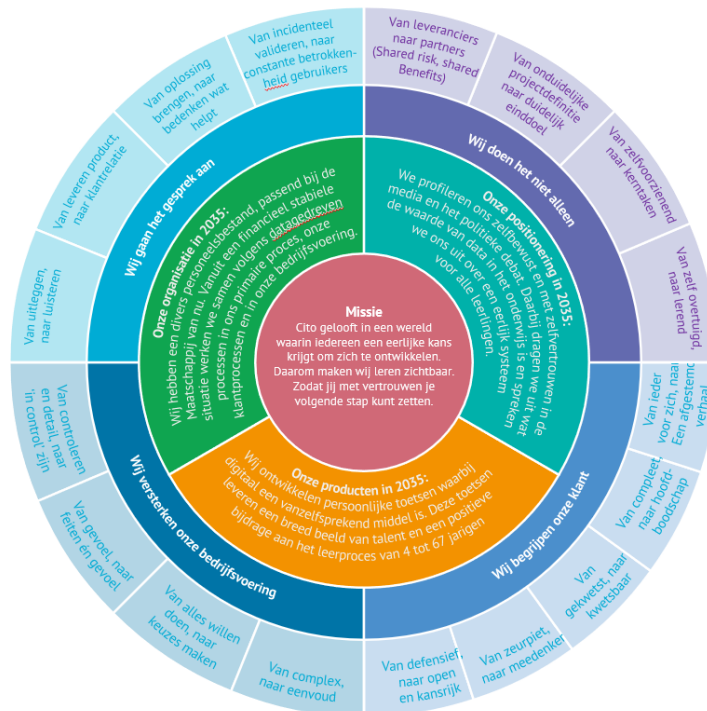 Missie
Cito gelooft in een wereld
waarin iedereen een eerlijke kans
krijgt om zich te ontwikkelen.
Daarom maken wij leren zichtbaar.
Zodat jij met vertrouwen je
volgende stap kunt zetten.
Onze organisatie in 2035:
Wij hebben een divers personeelsbestand, passend bij de
Maatschappij van nu. Vanuit een financieel stabiele
situatie werken we samen volgens datagedreven
processen in ons primaire proces, onze
klantprocessen en in onze bedrijfsvoering.
Onze positionering in 2035:
We profileren ons zelfbewust en met zelfvertrouwen in de
media en het politieke debat. Daarbij dragen we uit wat
de waarde van data in het onderwijs is en spreken
we ons uit over een eerlijk systeem
voor alle leerlingen.
Onze producten in 2035:
Wij ontwikkelen persoonlijke toetsen waarbij
digitaal een vanzelfsprekend middel is. Deze toetsen
leveren een breed beeld van talent en een positieve
bijdrage aan het leerproces van 4 tot 67 jarigen
Wij gaan het gesprek aan
Van uitleggen,
naar luisteren
Van leveren product,
naar klantrelatie
Van oplossing
brengen, naar
bedenken wat
helpt
Van incidenteel
valideren, naar
constante betrokken-
heid gebruikers
Wij doen het niet alleen
Van leveranciers
naar partners
(Shared risk, shared
Benefits)
Van onduidelijke
projectdefinitie
naar duidelijk
einddoel
Van zelfvoorzienend
naar kerntaken
Van zelf overtuigd,
naar lerend
Wij begrijpen onze klant
Van ieder
voor zich, naar
Een afgestemd
verhaal
Van compleet,
naar hoofd-
boodschap
Van
gekwetst, naar
kwetsbaar
Van zeurpiet,
naar meedenker
Van defensief,
naar open
en kansrijk
Wij versterken onze bedrijfsvoering
Van complex,
naar eenvoud
Van alles willen
doen, naar
keuzes maken
Van gevoel, naar
feiten én gevoel
Van controleren
en detail, naar
'in control' zijn